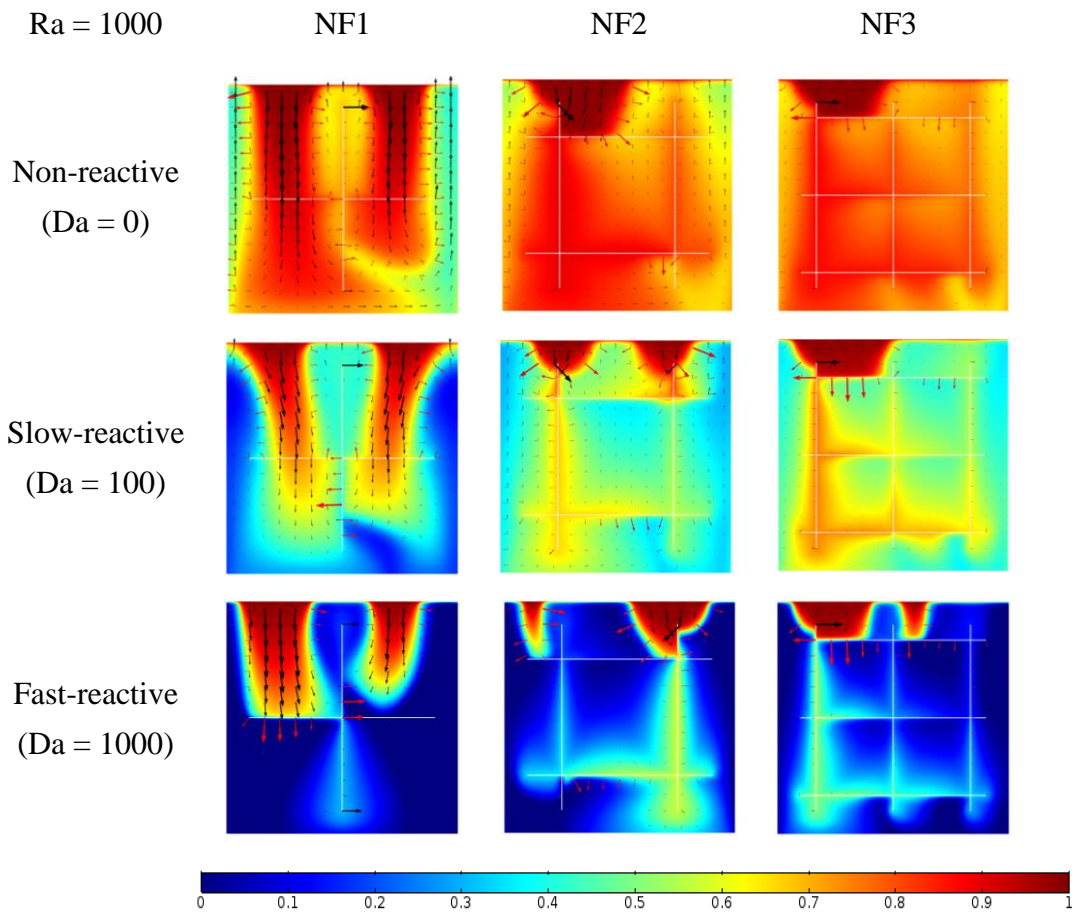 Ra = 1000 NF1 NF2 NF3
Non-reactive
(Da = 0)
Slow-reactive
(Da = 100)
Fast-reactive
(Da = 1000)
0 0.1 0.2 0.3 0.4 0.5 0.6 0.7 0.8 0.9 1